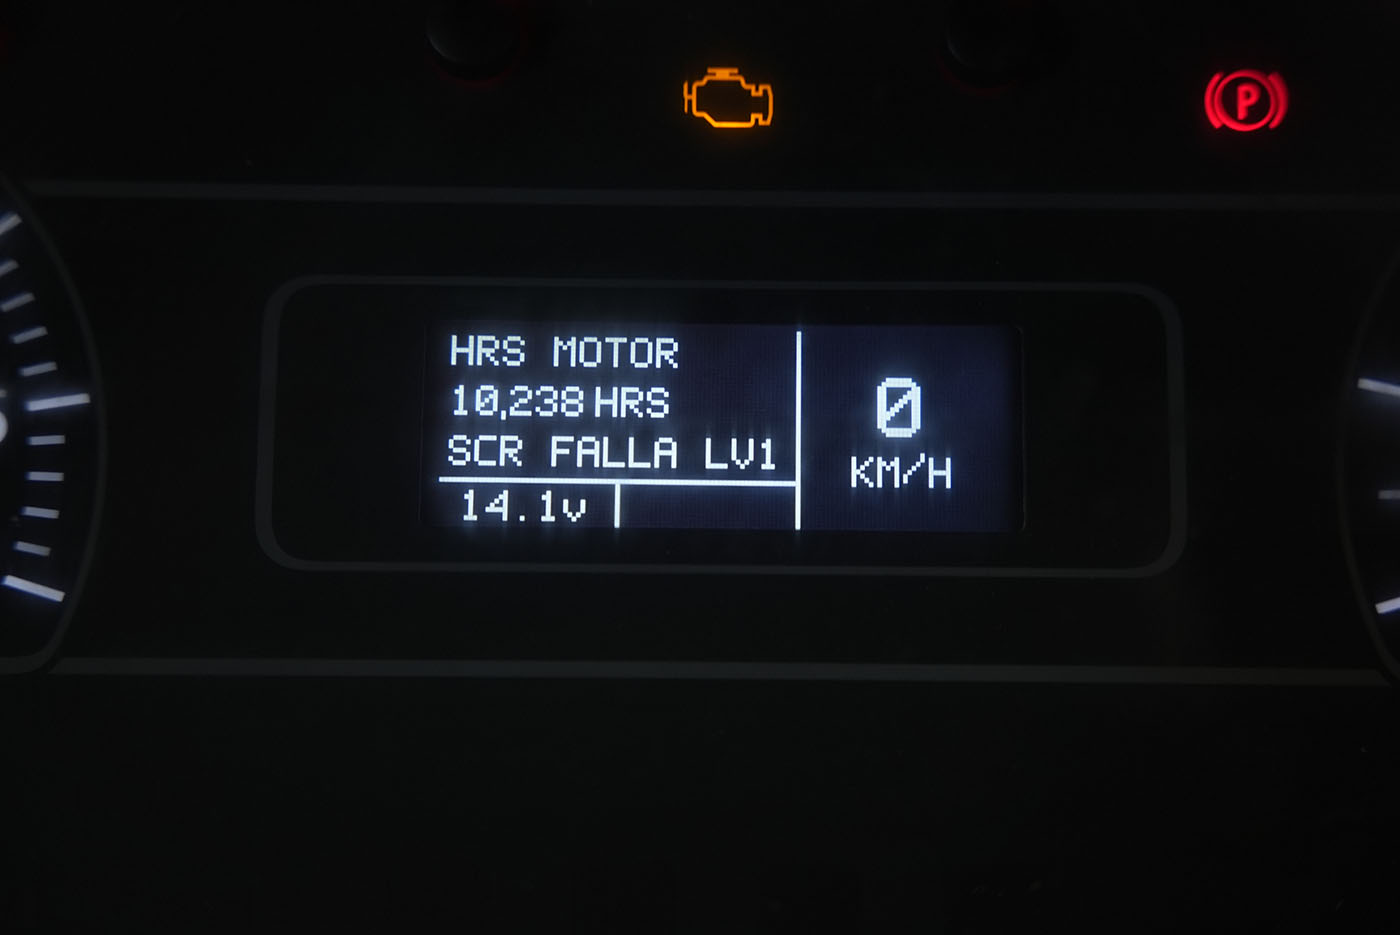 P
HRS MOTOR
10,238 HRS
SCR FALLA LV1
14.1v
0
KM/H